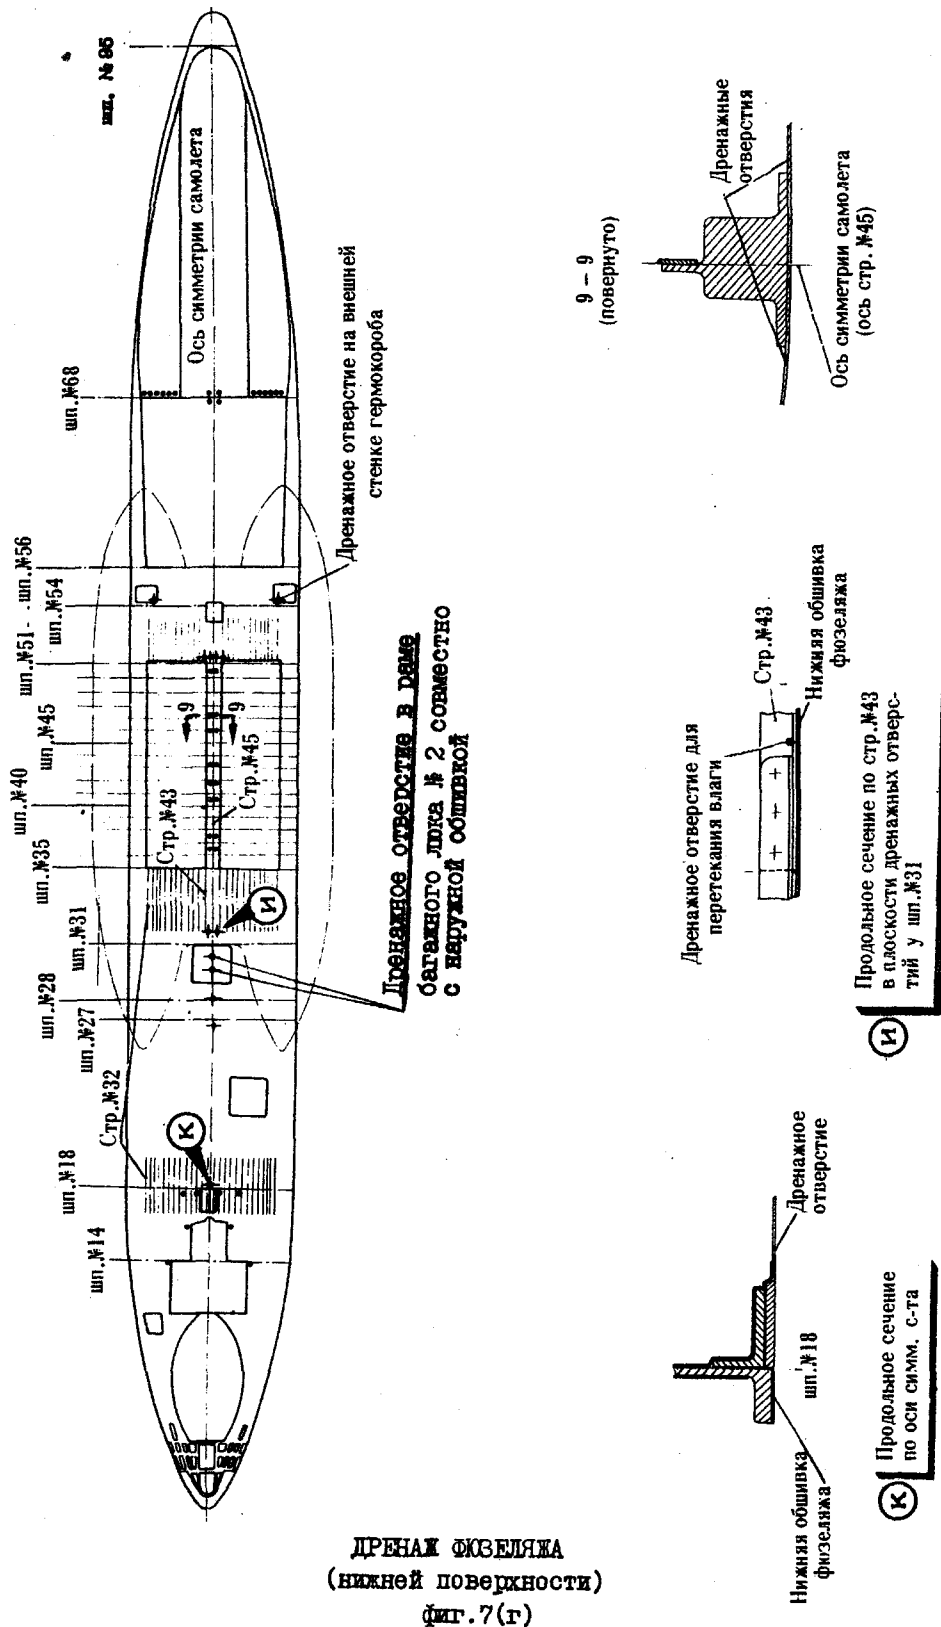 шп. №95
Ось симметрии самолета
шп.№68
Дренажное отверстие на внешней
стенке гермокороба
шп.№56
шп.№54
шп.№51
шп.№45
шп.№40
шп.№35
шп.№31
шп.№28
шп.№27
шп.№18
шп.№14
9
9
Стр.№45
Стр.№43
И
Стр.№32
К
Дренажное отверстие в раме
багажного люка № 2 совместно
с наружной обшивкой
9 – 9
(повернуто)
Дренажные
отверстия
Ось симметрии самолета
(ось стр.№45)
Стр.№43
Нижняя обшивка
фюзеляжа
Дренажное отверстие для
перетекания влаги
И
Продольное сечение по стр.№43
в плоскости дренажных отверс-
тий у шп.№31
Дренажное
отверстие
шп.№18
Нижняя обшивка
фюзеляжа
К
Продольное сечение
по оси симм. с-та
ДРЕНАЖ ФЮЗЕЛЯЖА
(нижней поверхности)
фиг.7(г)